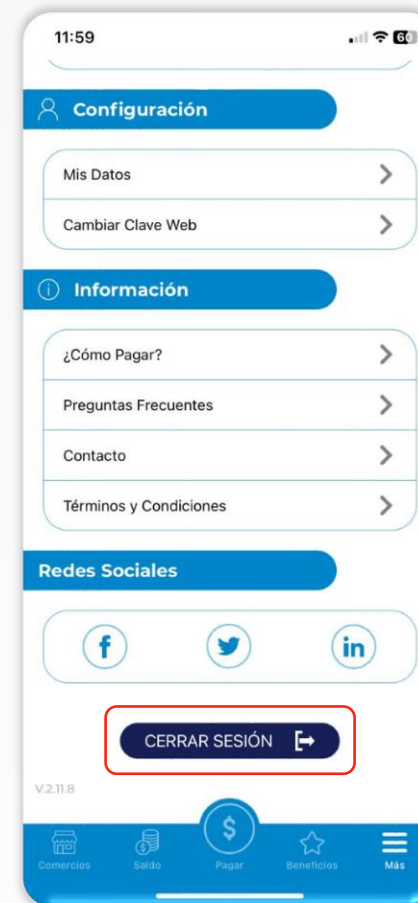 11:59
60
Configuración
Mis Datos
Cambiar Clave Web
Información
¿Cómo Pagar?
Preguntas Frecuentes
Contacto
Términos y Condiciones
Redes Sociales
f in
CERRAR SESIÓN
V.2.11.8
$
Comercios Saldo Pagar Beneficios Más